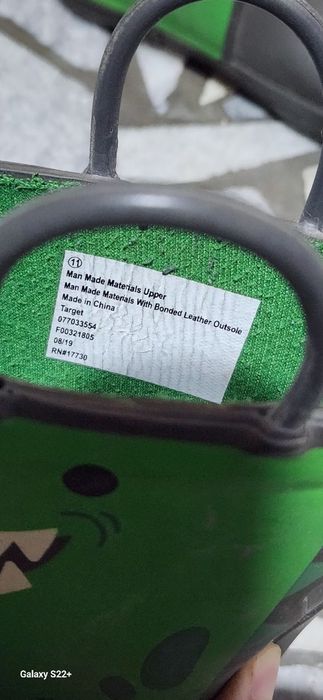 11
Man Made Materials Upper
Man Made Materials With Bonded Leather Outsole
Made in China
Target
077033554
F00321805
08/19
RN#17730
Galaxy S22+